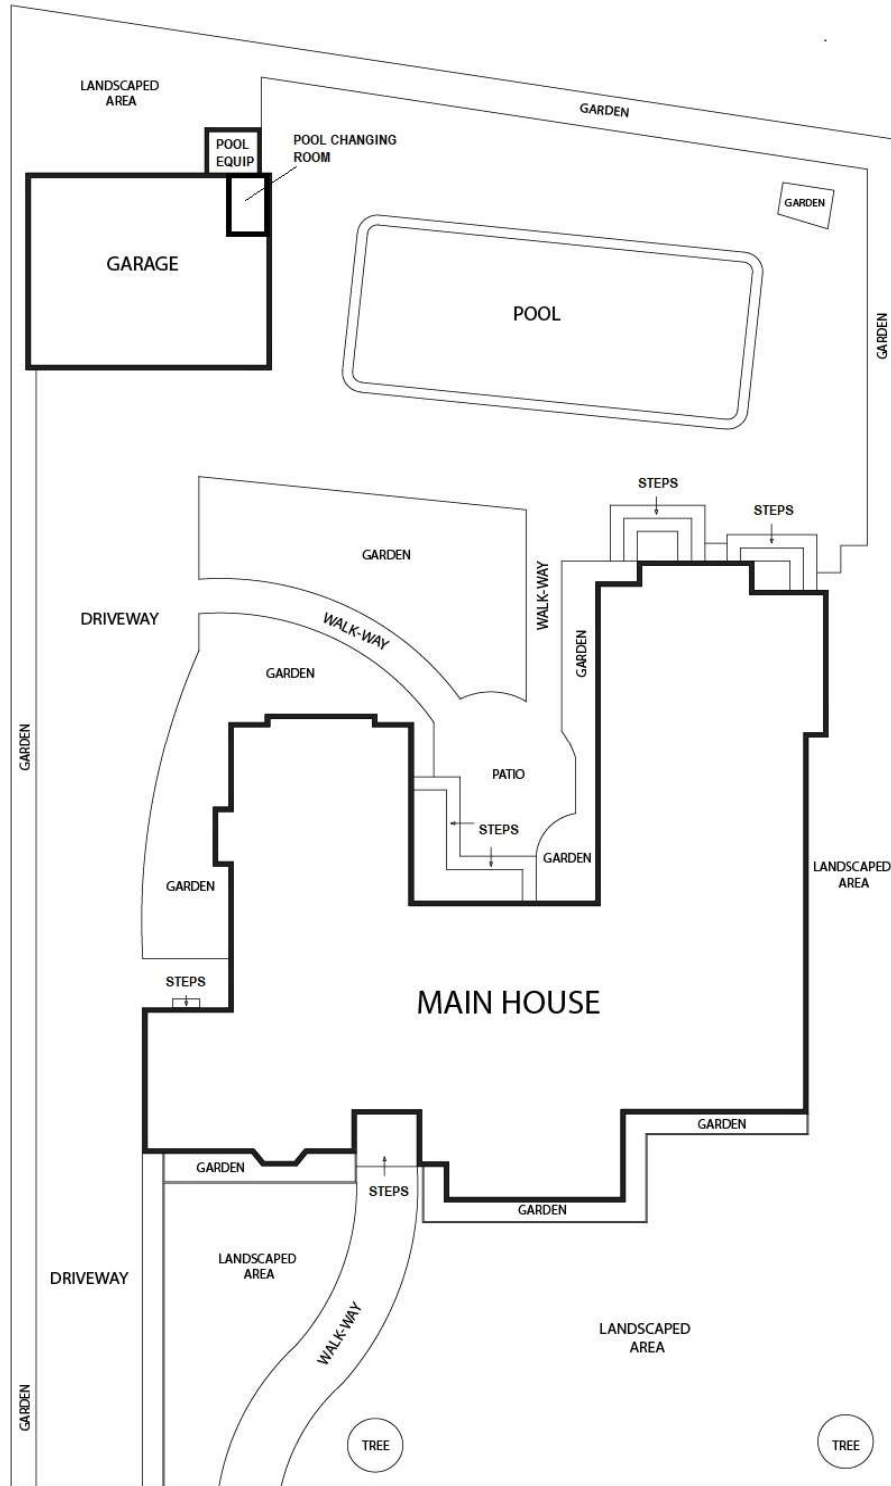 LANDSCAPED
AREA
GARDEN
POOL
EQUIP
POOL CHANGING
ROOM
GARDEN
GARAGE
POOL
GARDEN
STEPS
STEPS
GARDEN
WALK-WAY
DRIVEWAY
WALK-WAY
GARDEN
GARDEN
GARDEN
PATIO
STEPS
GARDEN
GARDEN
LANDSCAPED
AREA
STEPS
MAIN HOUSE
GARDEN
GARDEN
STEPS
GARDEN
LANDSCAPED
AREA
DRIVEWAY
WALK-WAY
LANDSCAPED
AREA
GARDEN
TREE
TREE